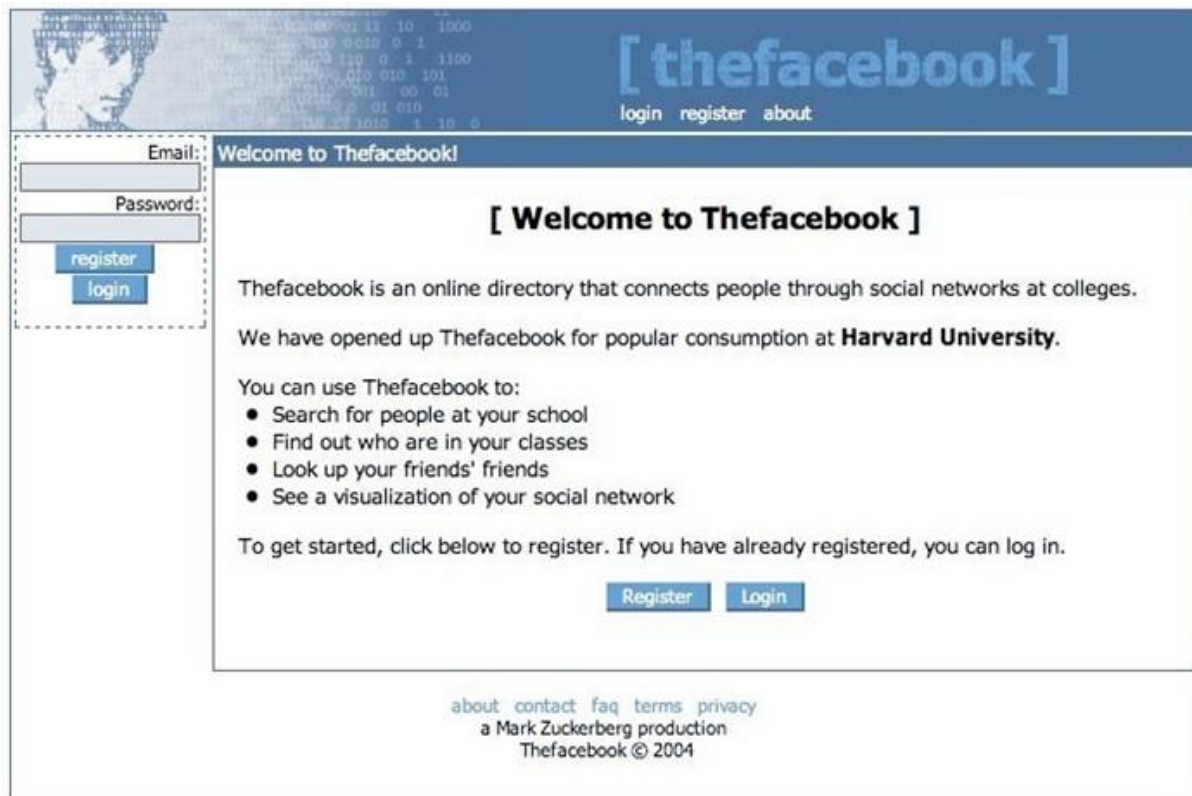 [ thefacebook ]
login register about
Email:
Password:
register
login
Welcome to Thefacebook!
[ Welcome to Thefacebook ]
Thefacebook is an online directory that connects people through social networks at colleges.
We have opened up Thefacebook for popular consumption at Harvard University.
You can use Thefacebook to:
• Search for people at your school
• Find out who are in your classes
• Look up your friends' friends
• See a visualization of your social network
To get started, click below to register. If you have already registered, you can log in.
Register Login
about contact faq terms privacy
a Mark Zuckerberg production
Thefacebook © 2004